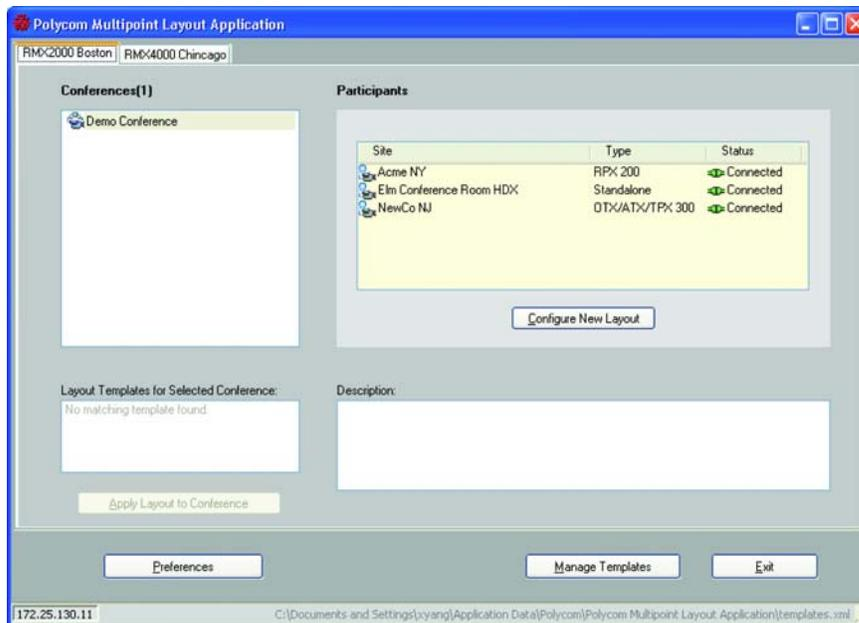 Polycom Multipoint Layout Application
RMX2000 Boston RMX4000 Chincago
Conferences(1)
Demo Conference
Participants
Site Type Status
Acme NY RPX 200 Connected
Elm Conference Room HDX Standalone Connected
NewCo NJ OTX/ATX/TPX 300 Connected
Configure New Layout
Layout Templates for Selected Conference:
No matching template found.
Apply Layout to Conference
Description:
Preferences Manage Templates Exit
172.25.130.11 C:\Documents and Settings\xyang\Application Data\Polycom\Polycom Multipoint Layout Application\templates.xml